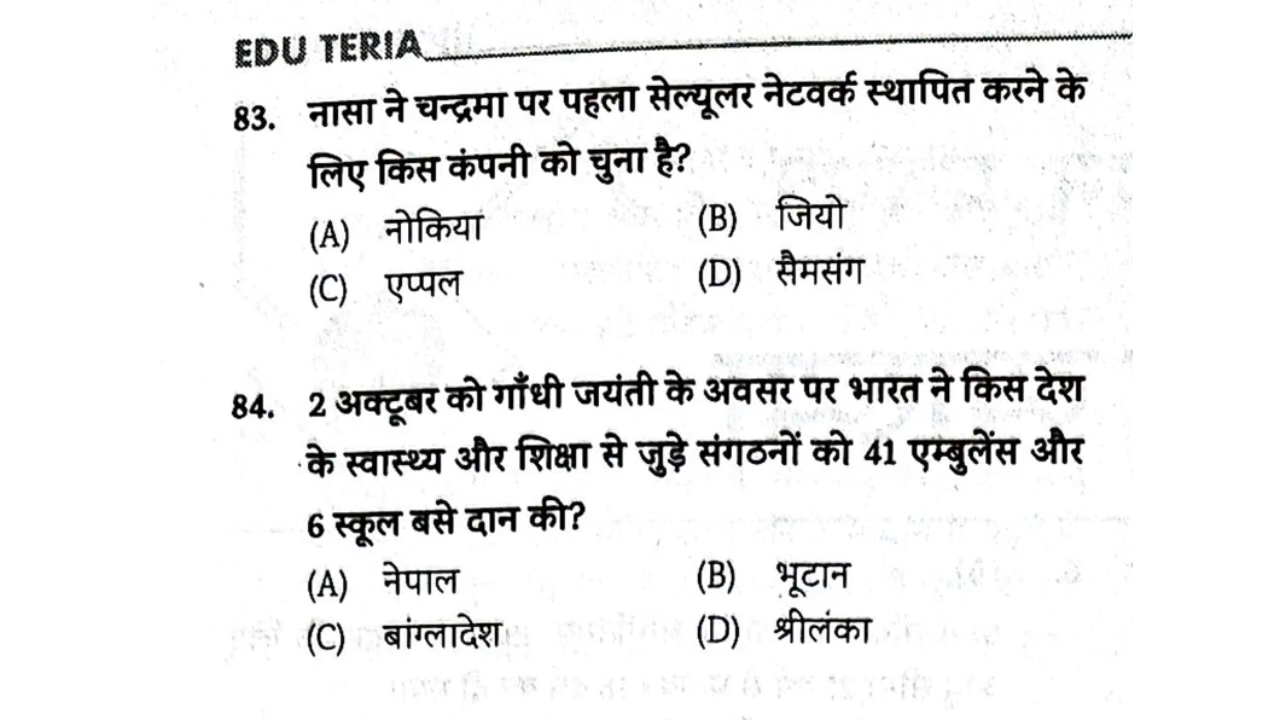 EDU TERIA
83. नासा ने चन्द्रमा पर पहला सेल्यूलर नेटवर्क स्थापित करने के
लिए किस कंपनी को चुना है?
(A) नोकिया (B) जियो
(C) एप्पल (D) सैमसंग
84. 2 अक्टूबर को गाँधी जयंती के अवसर पर भारत ने किस देश
के स्वास्थ्य और शिक्षा से जुड़े संगठनों को 41 एम्बुलेंस और
6 स्कूल बसे दान की?
(A) नेपाल (B) भूटान
(C) बांग्लादेश (D) श्रीलंका